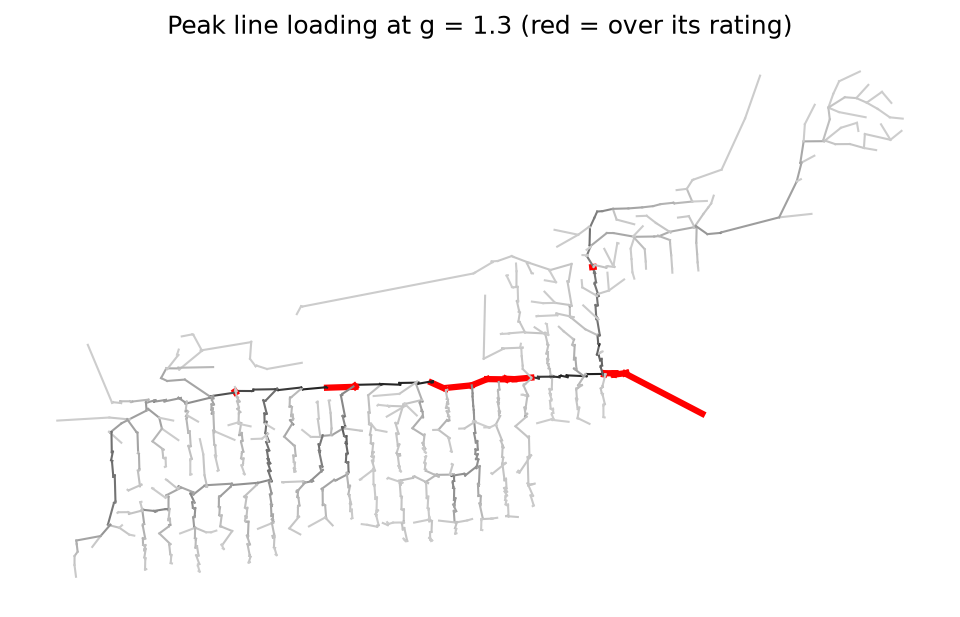 Peak line loading at g = 1.3 (red = over its rating)